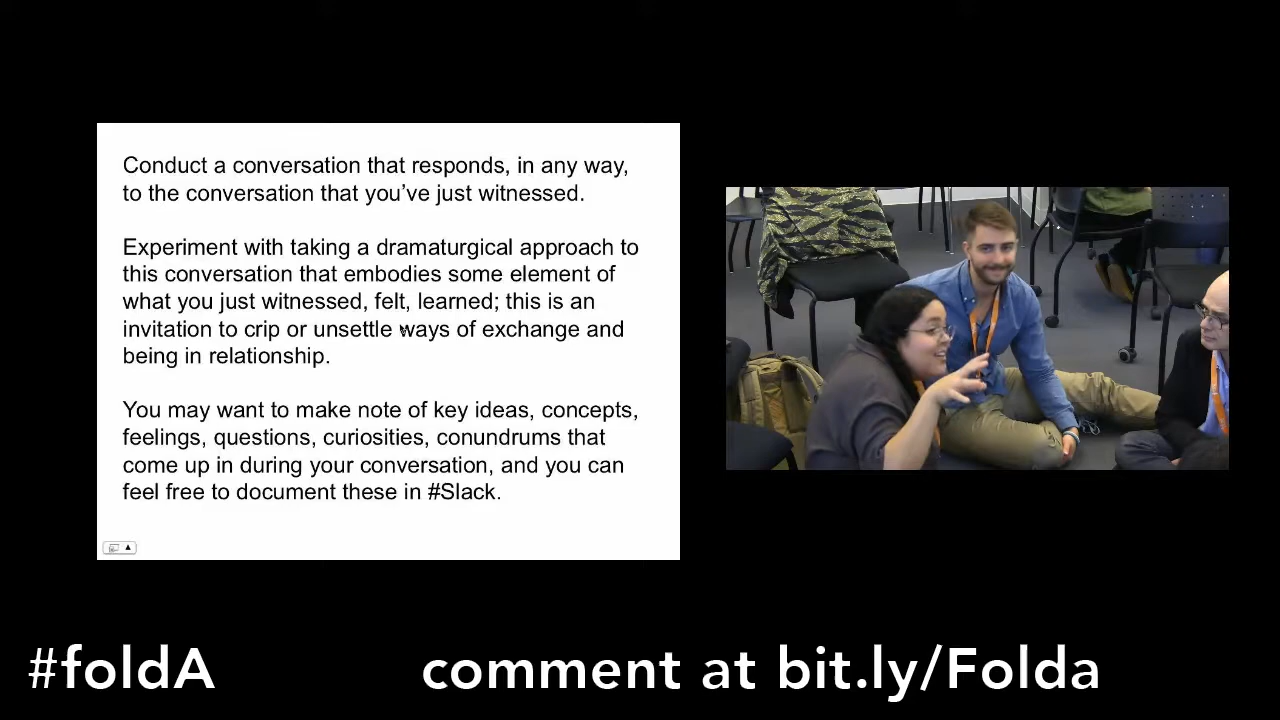 Conduct a conversation that responds, in any way,
to the conversation that you’ve just witnessed.
Experiment with taking a dramaturgical approach to
this conversation that embodies some element of
what you just witnessed, felt, learned; this is an
invitation to crip or unsettle ways of exchange and
being in relationship.
You may want to make note of key ideas, concepts,
feelings, questions, curiosities, conundrums that
come up in during your conversation, and you can
feel free to document these in #Slack.
#foldA
comment at bit.ly/Folda